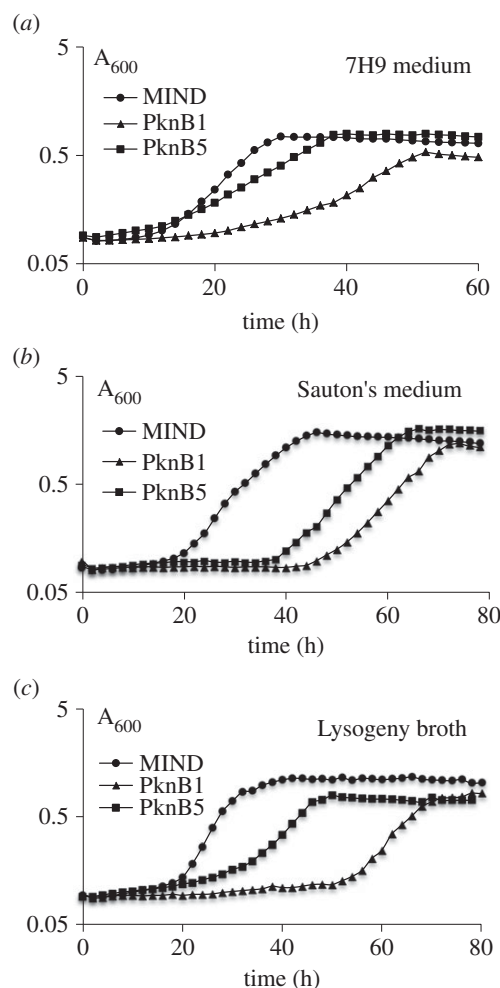 (a)
5
A600
7H9 medium
MIND
PknB1
PknB5
0.5
0.05
0 20 40 60
time (h)
(b)
5
A600
Sauton's medium
MIND
PknB1
PknB5
0.5
0.05
0 20 40 60 80
time (h)
(c)
5
A600
Lysogeny broth
MIND
PknB1
PknB5
0.5
0.05
0 20 40 60 80
time (h)